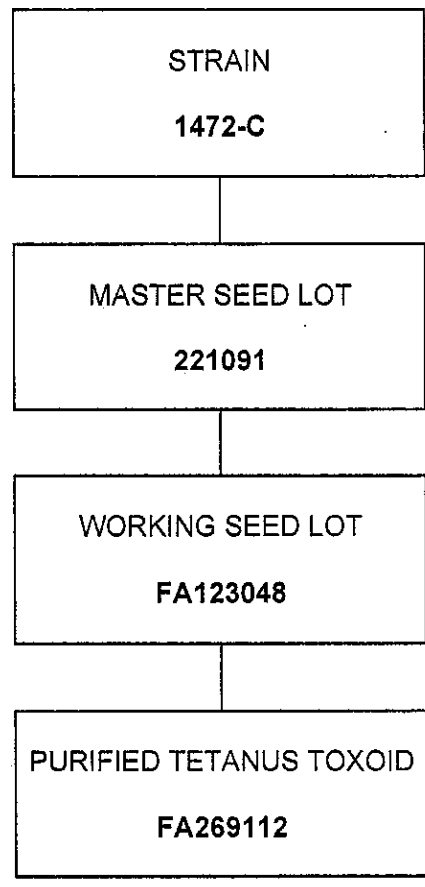 STRAIN
1472-C
MASTER SEED LOT
221091
WORKING SEED LOT
FA123048
PURIFIED TETANUS TOXOID
FA269112